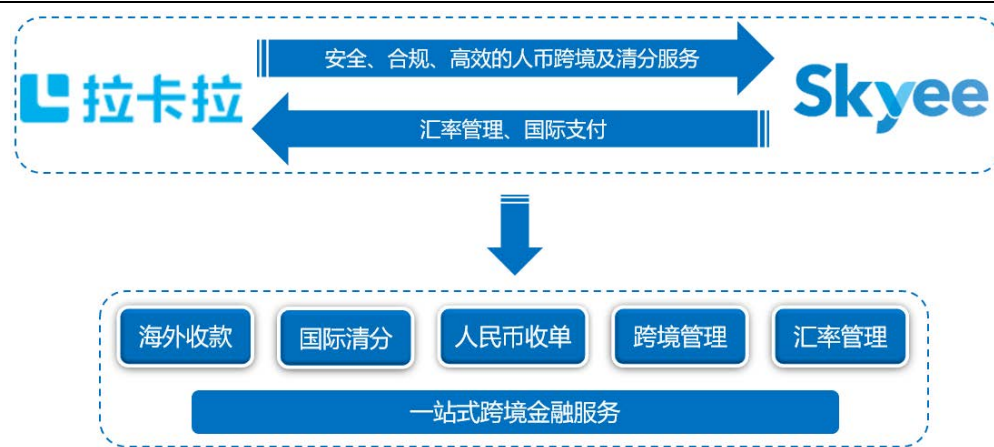 安全、合规、高效的人币跨境及清分服务
拉卡拉
Skyee
汇率管理、国际支付
海外收款
国际清分
人民币收单
跨境管理
汇率管理
一站式跨境金融服务